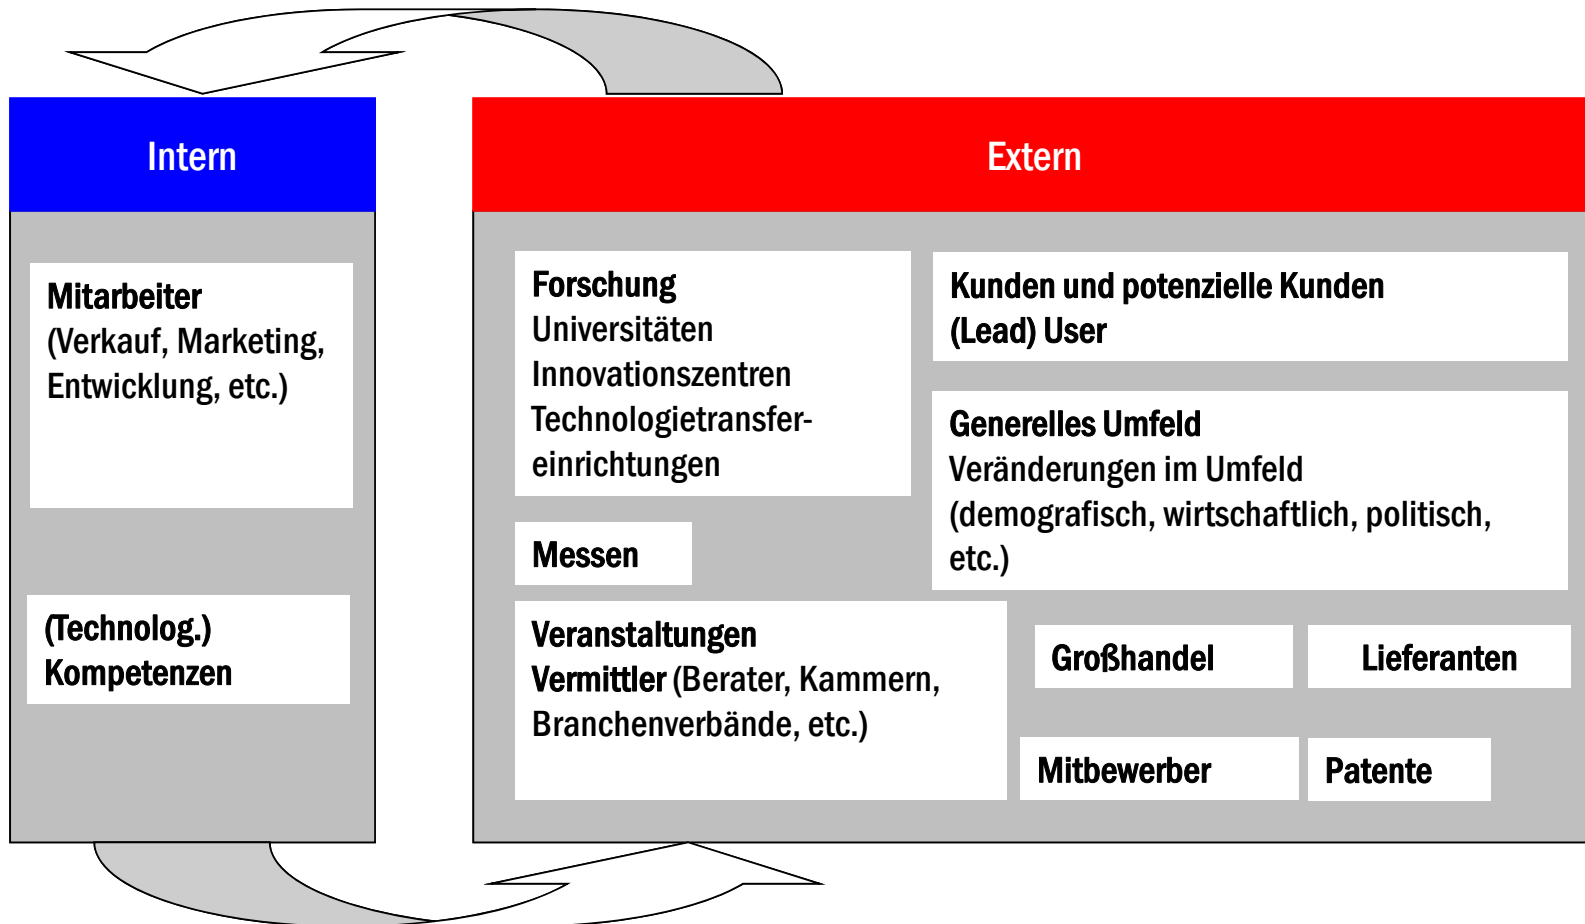 Intern
Mitarbeiter
(Verkauf, Marketing,
Entwicklung, etc.)
(Technolog.)
Kompetenzen
Extern
Forschung
Universitäten
Innovationszentren
Technologietransfer-
einrichtungen
Messen
Veranstaltungen
Vermittler (Berater, Kammern,
Branchenverbände, etc.)
Kunden und potenzielle Kunden
(Lead) User
Generelles Umfeld
Veränderungen im Umfeld
(demografisch, wirtschaftlich, politisch,
etc.)
Großhandel
Lieferanten
Mitbewerber
Patente